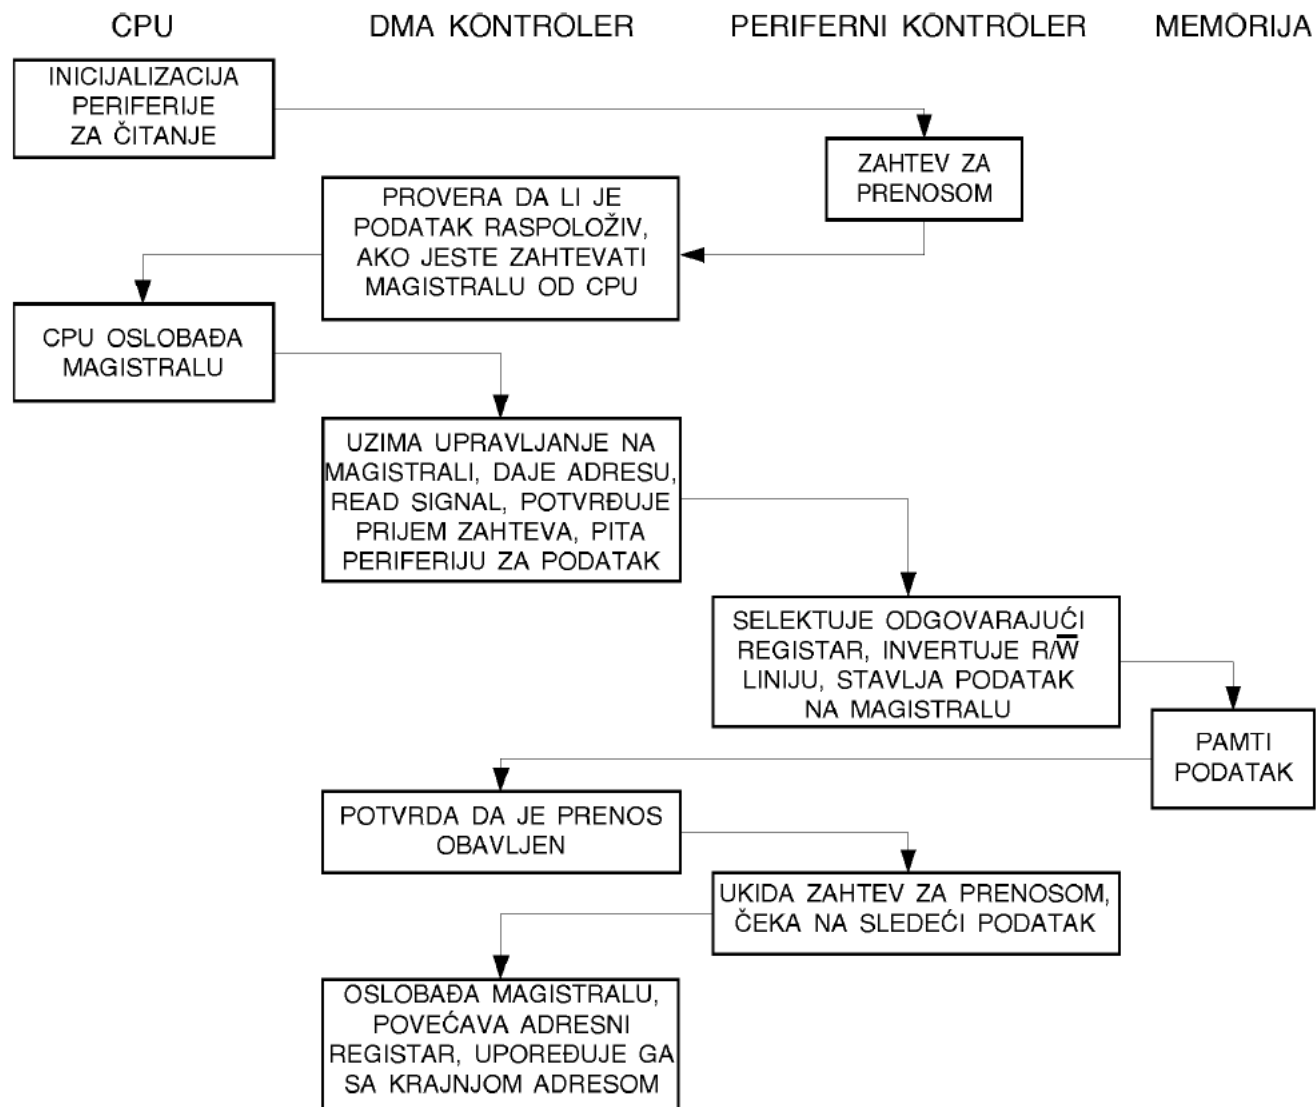 CPU
DMA KONTROLER
PERIFERNI KONTROLER
MEMORIJA
INICIJALIZACIJA
PERIFERIJE
ZA ČITANJE
ZAHTEV ZA
PRENOSOM
PROVERA DA LI JE
PODATAK RASPOLOŽIV,
AKO JESTE ZAHTEVATI
MAGISTRALU OD CPU
CPU OSLOBAĐA
MAGISTRALU
UZIMA UPRAVLJANJE NA
MAGISTRALI, DAJE ADRESU,
READ SIGNAL, POTVRĐUJE
PRIJEM ZAHTEVA, PITA
PERIFERIJU ZA PODATAK
SELEKTUJE ODGOVARAJUĆI
REGISTAR, INVERTUJE R/W̅
LINIJU, STAVLJA PODATAK
NA MAGISTRALU
PAMTI
PODATAK
POTVRDA DA JE PRENOS
OBAVLJEN
UKIDA ZAHTEV ZA PRENOSOM,
ČEKA NA SLEDEĆI PODATAK
OSLOBAĐA MAGISTRALU,
POVEĆAVA ADRESNI
REGISTAR, UPOREĐUJE GA
SA KRAJNJOM ADRESOM